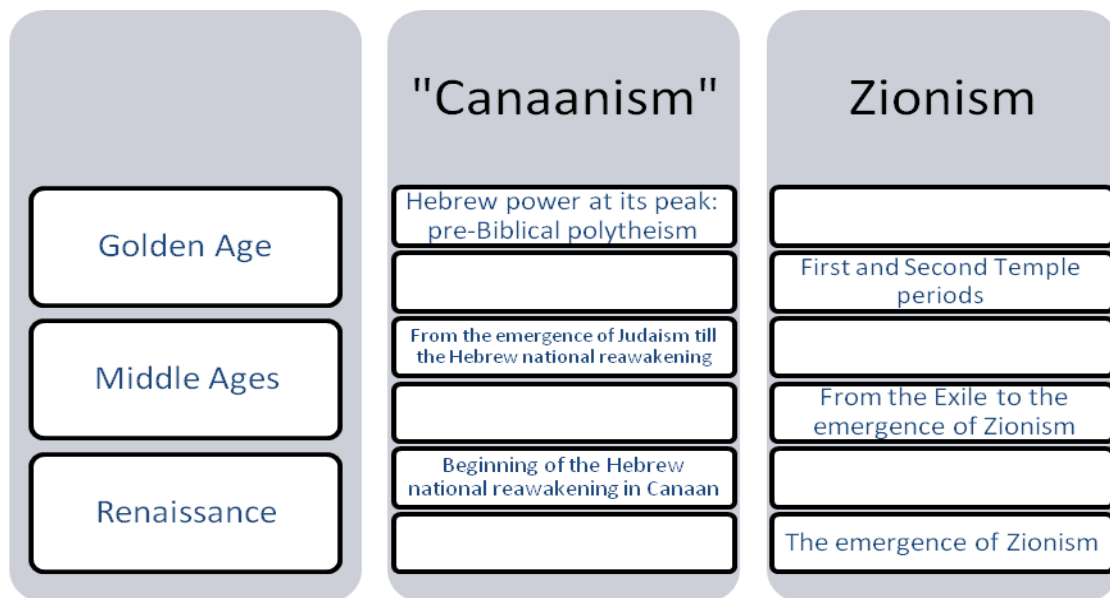 "Canaanism"
Zionism
Golden Age
Hebrew power at its peak:
pre-Biblical polytheism
First and Second Temple
periods
Middle Ages
From the emergence of Judaism till
the Hebrew national reawakening
From the Exile to the
emergence of Zionism
Renaissance
Beginning of the Hebrew
national reawakening in Canaan
The emergence of Zionism